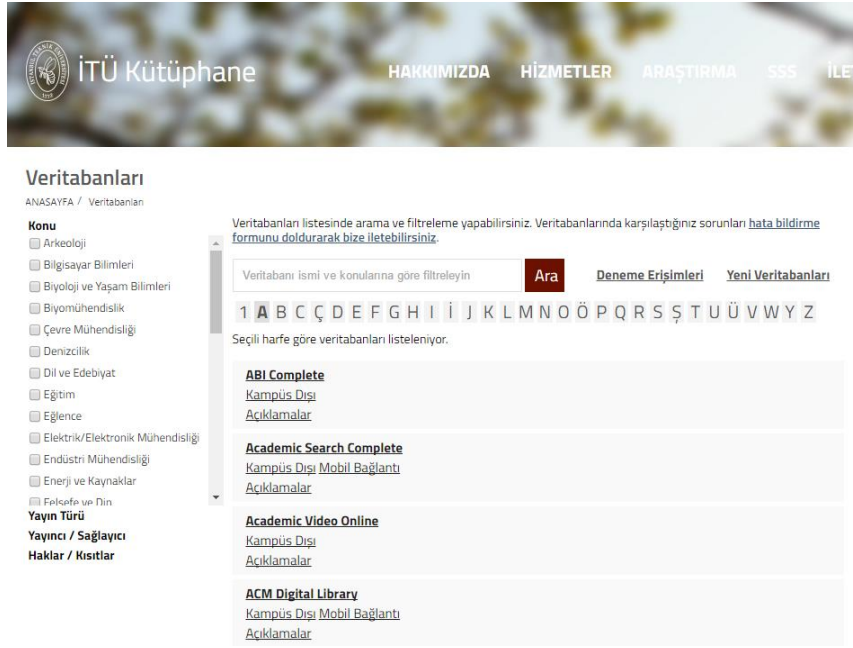 İTÜ Kütüphane
HAKKIMIZDA HİZMETLER ARAŞTIRMA SSS
Veritabanları
ANASAYFA / Veritabanları
Konu
Arkeoloji
Bilgisayar Bilimleri
Biyoloji ve Yaşam Bilimleri
Biyomühendislik
Çevre Mühendisliği
Denizcilik
Dil ve Edebiyat
Eğitim
Eğlence
Elektrik/Elektronik Mühendisliği
Endüstri Mühendisliği
Enerji ve Kaynaklar
Felsefe ve Din
Yayın Türü
Yayıncı / Sağlayıcı
Haklar / Kısıtlar
Veritabanları listesinde arama ve filtreleme yapabilirsiniz. Veritabanlarında karşılaştığınız sorunları hata bildirme
formunu doldurarak bize iletebilirsiniz.
Veritabanı ismi ve konularına göre filtreleyin Ara Deneme Erişimleri Yeni Veritabanları
1 A B C Ç D E F G H I İ J K L M N O Ö P Q R S Ş T U Ü V W Y Z
Seçili harfe göre veritabanları listeleniyor.
ABI Complete
Kampüs Dışı
Açıklamalar
Academic Search Complete
Kampüs Dışı Mobil Bağlantı
Açıklamalar
Academic Video Online
Kampüs Dışı
Açıklamalar
ACM Digital Library
Kampüs Dışı Mobil Bağlantı
Açıklamalar